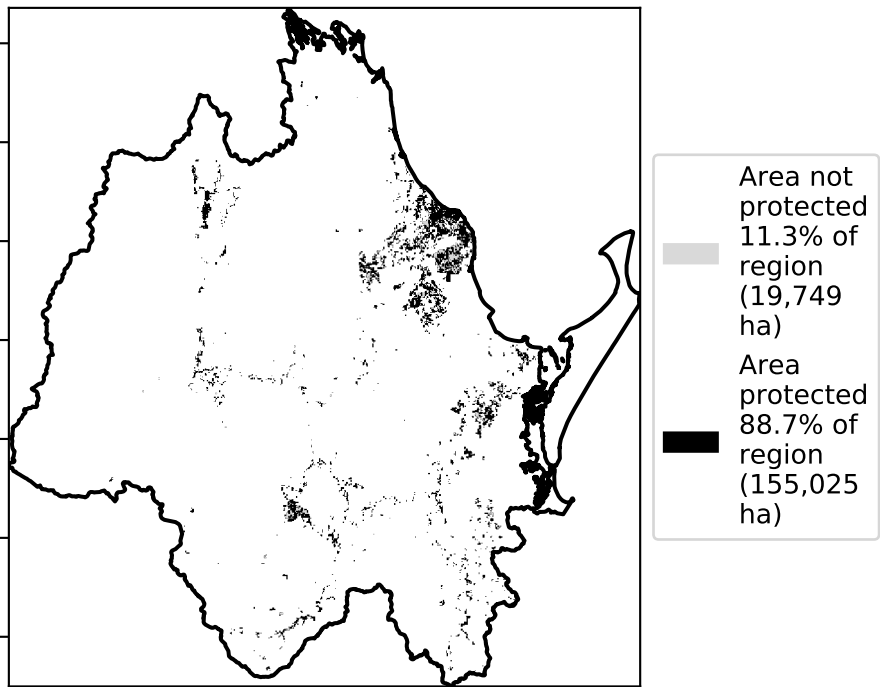 Area not
protected
11.3% of
region
(19,749
ha)
Area
protected
88.7% of
region
(155,025
ha)